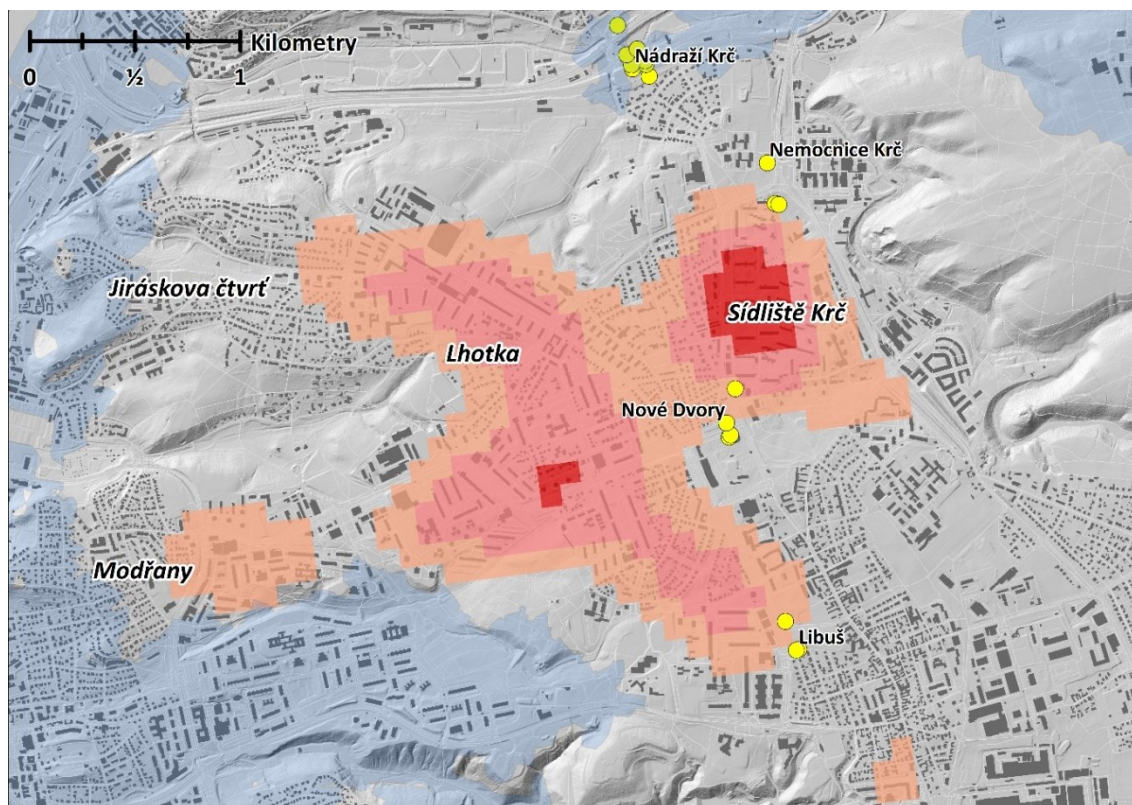 Kilometry
0 ½ 1
Nádraží Krč
Nemocnice Krč
Jiráskova čtvrť
Sídliště Krč
Lhotka
Nové Dvory
Modřany
Libuš